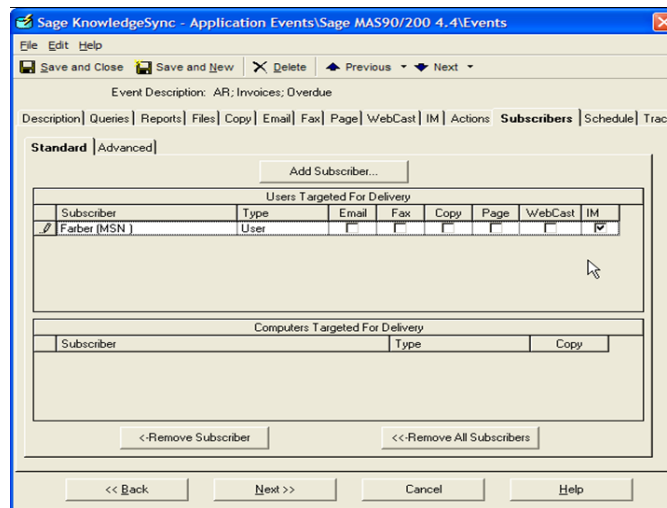 Sage KnowledgeSync - Application Events\Sage MAS90/200 4.4\Events
File Edit Help
Save and Close Save and New Delete Previous Next
Event Description: AR; Invoices; Overdue
Description Queries Reports Files Copy Email Fax Page WebCast IM Actions Subscribers Schedule Trac
Standard Advanced
Add Subscriber...
Users Targeted For Delivery
Subscriber Type Email Fax Copy Page WebCast IM
Farber (MSN ) User
Computers Targeted For Delivery
Subscriber Type Copy
<-Remove Subscriber <<-Remove All Subscribers
<< Back Next >> Cancel Help